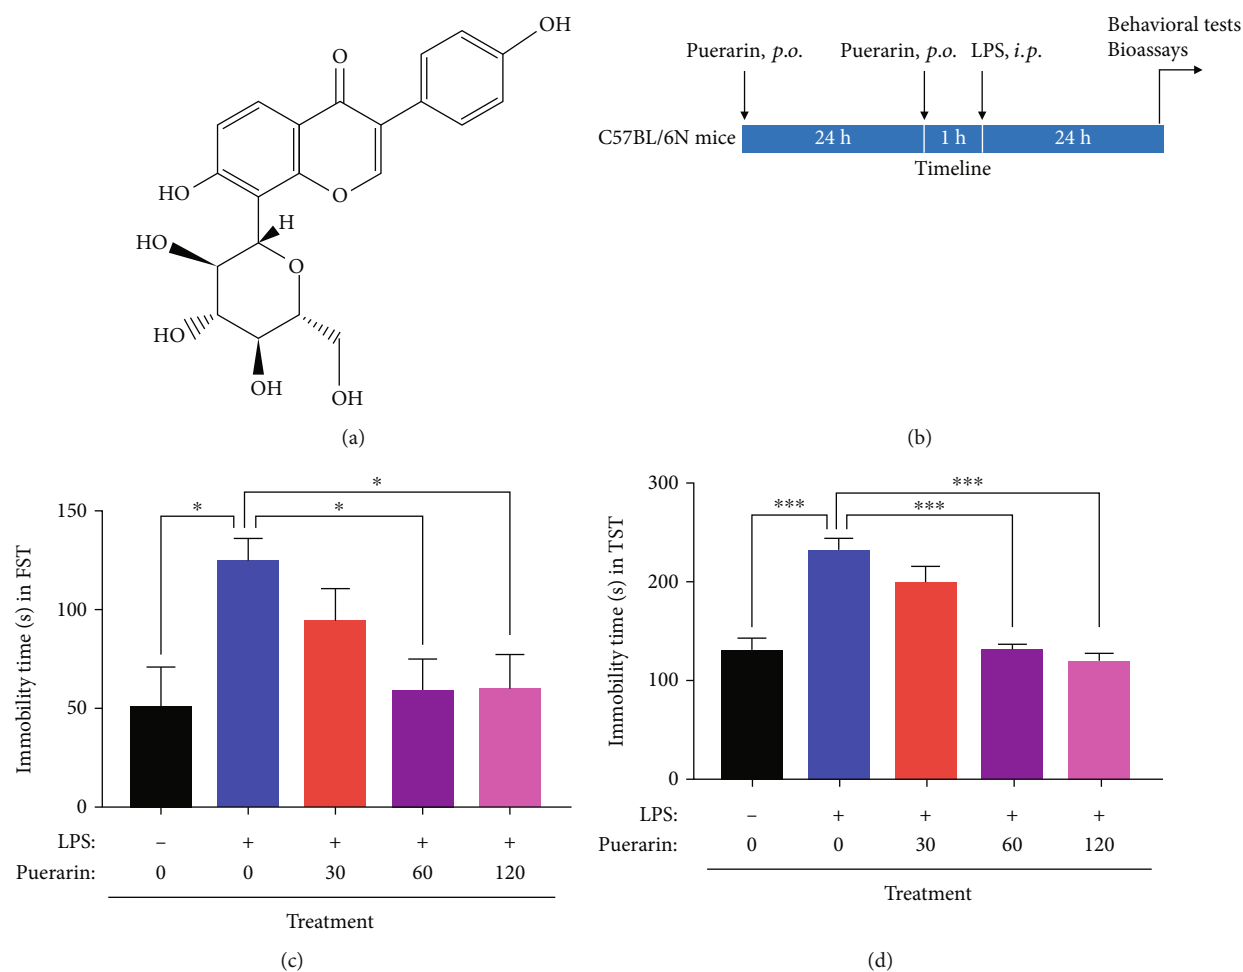 OH
O
HO
O
H
HO
O
HO
OH
OH
(a)
Behavioral tests
Bioassays
Puerarin, p.o.
Puerarin, p.o.
LPS, i.p.
C57BL/6N mice
24 h
1 h
24 h
Timeline
(b)
Immobility time (s) in FST
150
100
50
0
*
*
*
LPS: – + + + +
Puerarin: 0 0 30 60 120
Treatment
(c)
Immobility time (s) in TST
300
200
100
0
***
***
***
LPS: – + + + +
Puerarin: 0 0 30 60 120
Treatment
(d)